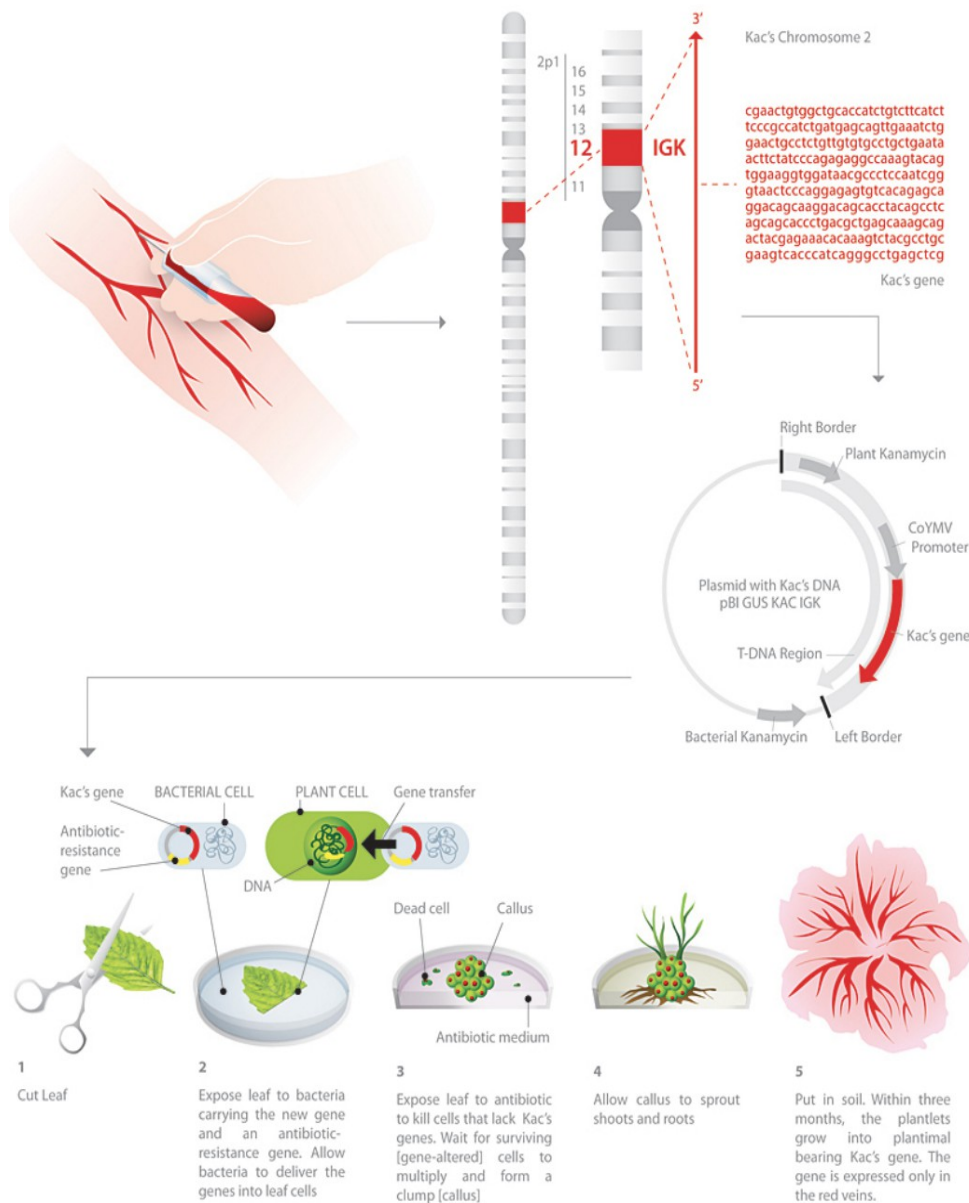 3'
Kac's Chromosome 2
2p1
16
15
14
13
12
11
IGK
5'
cgaactgtggctgcaccatctgtcttcatct
tcccgccatctgatgagcagttgaaatctg
gaactgcctctgttgtgtgcctgctgaata
acttctatcccagagaggccaaagtacag
tggaaggtggataacgccctccaatcggg
gtaactcccaggagagtgtcacagagca
ggacagcaaggacagcacctacagcctc
agcagcaccctgacgctgagcaaagcag
actacgagaaacacaaagtctacgcctgc
gaagtcacccatcagggcctgagctcg
Kac's gene
Right Border
Plant Kanamycin
CoYMV
Promoter
Plasmid with Kac's DNA
pBI GUS KAC IGK
Kac's gene
T-DNA Region
Bacterial Kanamycin
Left Border
Kac's gene
BACTERIAL CELL
PLANT CELL
Gene transfer
Antibiotic-
resistance
gene
DNA
Dead cell
Callus
Antibiotic medium
1
Cut Leaf
2
Expose leaf to bacteria
carrying the new gene
and an antibiotic-
resistance gene. Allow
bacteria to deliver the
genes into leaf cells
3
Expose leaf to antibiotic
to kill cells that lack Kac's
genes. Wait for surviving
[gene-altered] cells to
multiply and form a
clump [callus]
4
Allow callus to sprout
shoots and roots
5
Put in soil. Within three
months, the plantlets
grow into plantimal
bearing Kac's gene. The
gene is expressed only in
the red veins.